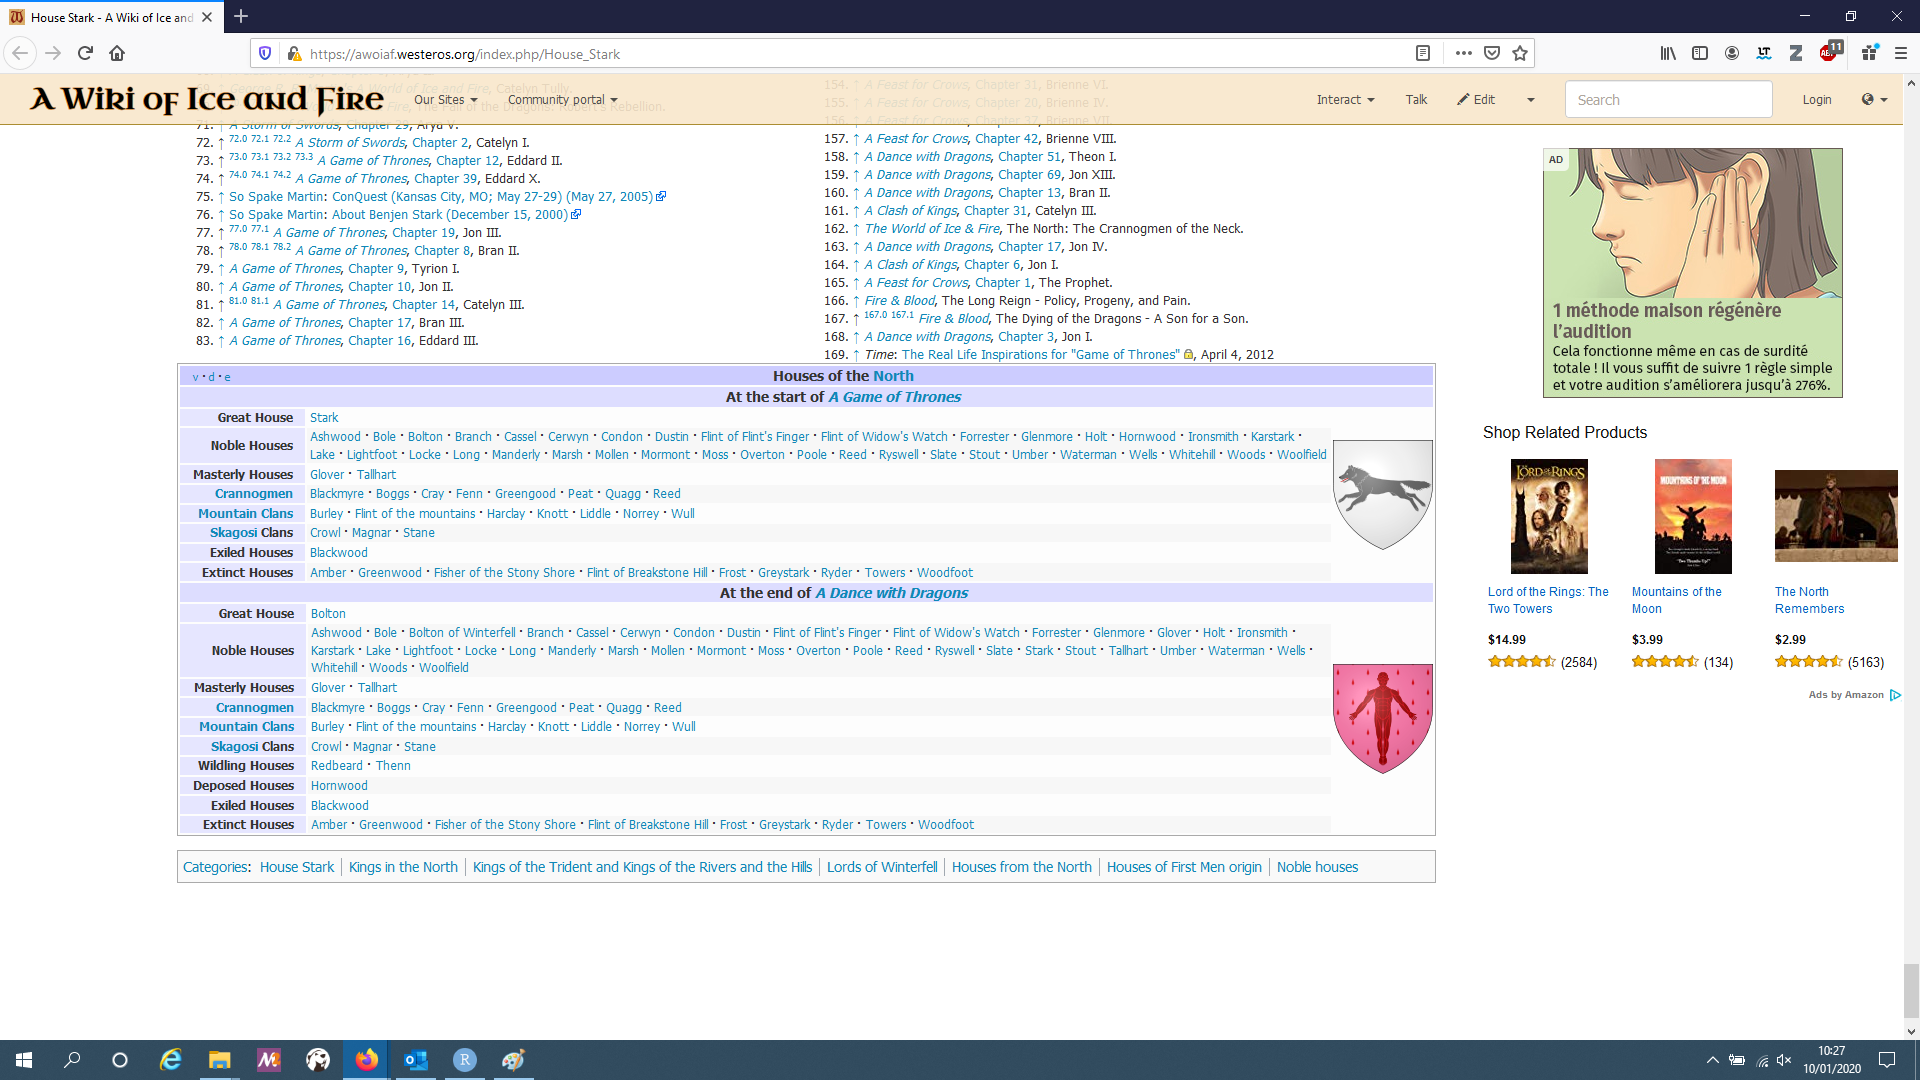 House Stark - A Wiki of Ice and
https://awoiaf.westeros.org/index.php/House_Stark
11
A Wiki of Ice and Fire
Our Sites
Community portal
Interact
Talk
Edit
Search
Login
71. ↑ A Storm of Swords, Chapter 29, Arya V.
72. ↑ 72.0 72.1 72.2 A Storm of Swords, Chapter 2, Catelyn I.
73. ↑ 73.0 73.1 73.2 73.3 A Game of Thrones, Chapter 12, Eddard II.
74. ↑ 74.0 74.1 74.2 A Game of Thrones, Chapter 39, Eddard X.
75. ↑ So Spake Martin: ConQuest (Kansas City, MO; May 27-29) (May 27, 2005)
76. ↑ So Spake Martin: About Benjen Stark (December 15, 2000)
77. ↑ 77.0 77.1 A Game of Thrones, Chapter 19, Jon III.
78. ↑ 78.0 78.1 78.2 A Game of Thrones, Chapter 8, Bran II.
79. ↑ A Game of Thrones, Chapter 9, Tyrion I.
80. ↑ A Game of Thrones, Chapter 10, Jon II.
81. ↑ 81.0 81.1 A Game of Thrones, Chapter 14, Catelyn III.
82. ↑ A Game of Thrones, Chapter 17, Bran III.
83. ↑ A Game of Thrones, Chapter 16, Eddard III.
154. ↑ A Feast for Crows, Chapter 31, Brienne VI.
155. ↑ A Feast for Crows, Chapter 20, Brienne IV.
156. ↑ A Feast for Crows, Chapter 37, Brienne VII.
157. ↑ A Feast for Crows, Chapter 42, Brienne VIII.
158. ↑ A Dance with Dragons, Chapter 51, Theon I.
159. ↑ A Dance with Dragons, Chapter 69, Jon XIII.
160. ↑ A Dance with Dragons, Chapter 13, Bran II.
161. ↑ A Clash of Kings, Chapter 31, Catelyn III.
162. ↑ The World of Ice & Fire, The North: The Crannogmen of the Neck.
163. ↑ A Dance with Dragons, Chapter 17, Jon IV.
164. ↑ A Clash of Kings, Chapter 6, Jon I.
165. ↑ A Feast for Crows, Chapter 1, The Prophet.
166. ↑ Fire & Blood, The Long Reign - Policy, Progeny, and Pain.
167. ↑ 167.0 167.1 Fire & Blood, The Dying of the Dragons - A Son for a Son.
168. ↑ A Dance with Dragons, Chapter 3, Jon I.
169. ↑ Time: The Real Life Inspirations for "Game of Thrones", April 4, 2012
v · d · e
Houses of the North
At the start of A Game of Thrones
Great House Stark
Noble Houses Ashwood · Bole · Bolton · Branch · Cassel · Cerwyn · Condon · Dustin · Flint of Flint's Finger · Flint of Widow's Watch · Forrester · Glenmore · Holt · Hornwood · Ironsmith · Karstark ·
Lake · Lightfoot · Locke · Long · Manderly · Marsh · Mollen · Mormont · Moss · Overton · Poole · Reed · Ryswell · Slate · Stout · Umber · Waterman · Wells · Whitehill · Woods · Woolfield
Masterly Houses Glover · Tallhart
Crannogmen Blackmyre · Boggs · Cray · Fenn · Greengood · Peat · Quagg · Reed
Mountain Clans Burley · Flint of the mountains · Harclay · Knott · Liddle · Norrey · Wull
Skagosi Clans Crowl · Magnar · Stane
Exiled Houses Blackwood
Extinct Houses Amber · Greenwood · Fisher of the Stony Shore · Flint of Breakstone Hill · Frost · Greystark · Ryder · Towers · Woodfoot
At the end of A Dance with Dragons
Great House Bolton
Noble Houses Ashwood · Bole · Bolton of Winterfell · Branch · Cassel · Cerwyn · Condon · Dustin · Flint of Flint's Finger · Flint of Widow's Watch · Forrester · Glenmore · Glover · Holt · Ironsmith ·
Karstark · Lake · Lightfoot · Locke · Long · Manderly · Marsh · Mollen · Mormont · Moss · Overton · Poole · Reed · Ryswell · Slate · Stark · Stout · Tallhart · Umber · Waterman · Wells ·
Whitehill · Woods · Woolfield
Masterly Houses Glover · Tallhart
Crannogmen Blackmyre · Boggs · Cray · Fenn · Greengood · Peat · Quagg · Reed
Mountain Clans Burley · Flint of the mountains · Harclay · Knott · Liddle · Norrey · Wull
Skagosi Clans Crowl · Magnar · Stane
Wildling Houses Redbeard · Thenn
Deposed Houses Hornwood
Exiled Houses Blackwood
Extinct Houses Amber · Greenwood · Fisher of the Stony Shore · Flint of Breakstone Hill · Frost · Greystark · Ryder · Towers · Woodfoot
Categories: House Stark | Kings in the North | Kings of the Trident and Kings of the Rivers and the Hills | Lords of Winterfell | Houses from the North | Houses of First Men origin | Noble houses
AD
1 méthode maison régénère
l'audition
Cela fonctionne même en cas de surdité
totale ! Il vous suffit de suivre 1 règle simple
et votre audition s'améliorera jusqu'à 276%.
Shop Related Products
Lord of the Rings: The
Two Towers
$14.99
(2584)
Mountains of the
Moon
$3.99
(134)
The North
Remembers
$2.99
(5163)
Ads by Amazon
10:27
10/01/2020